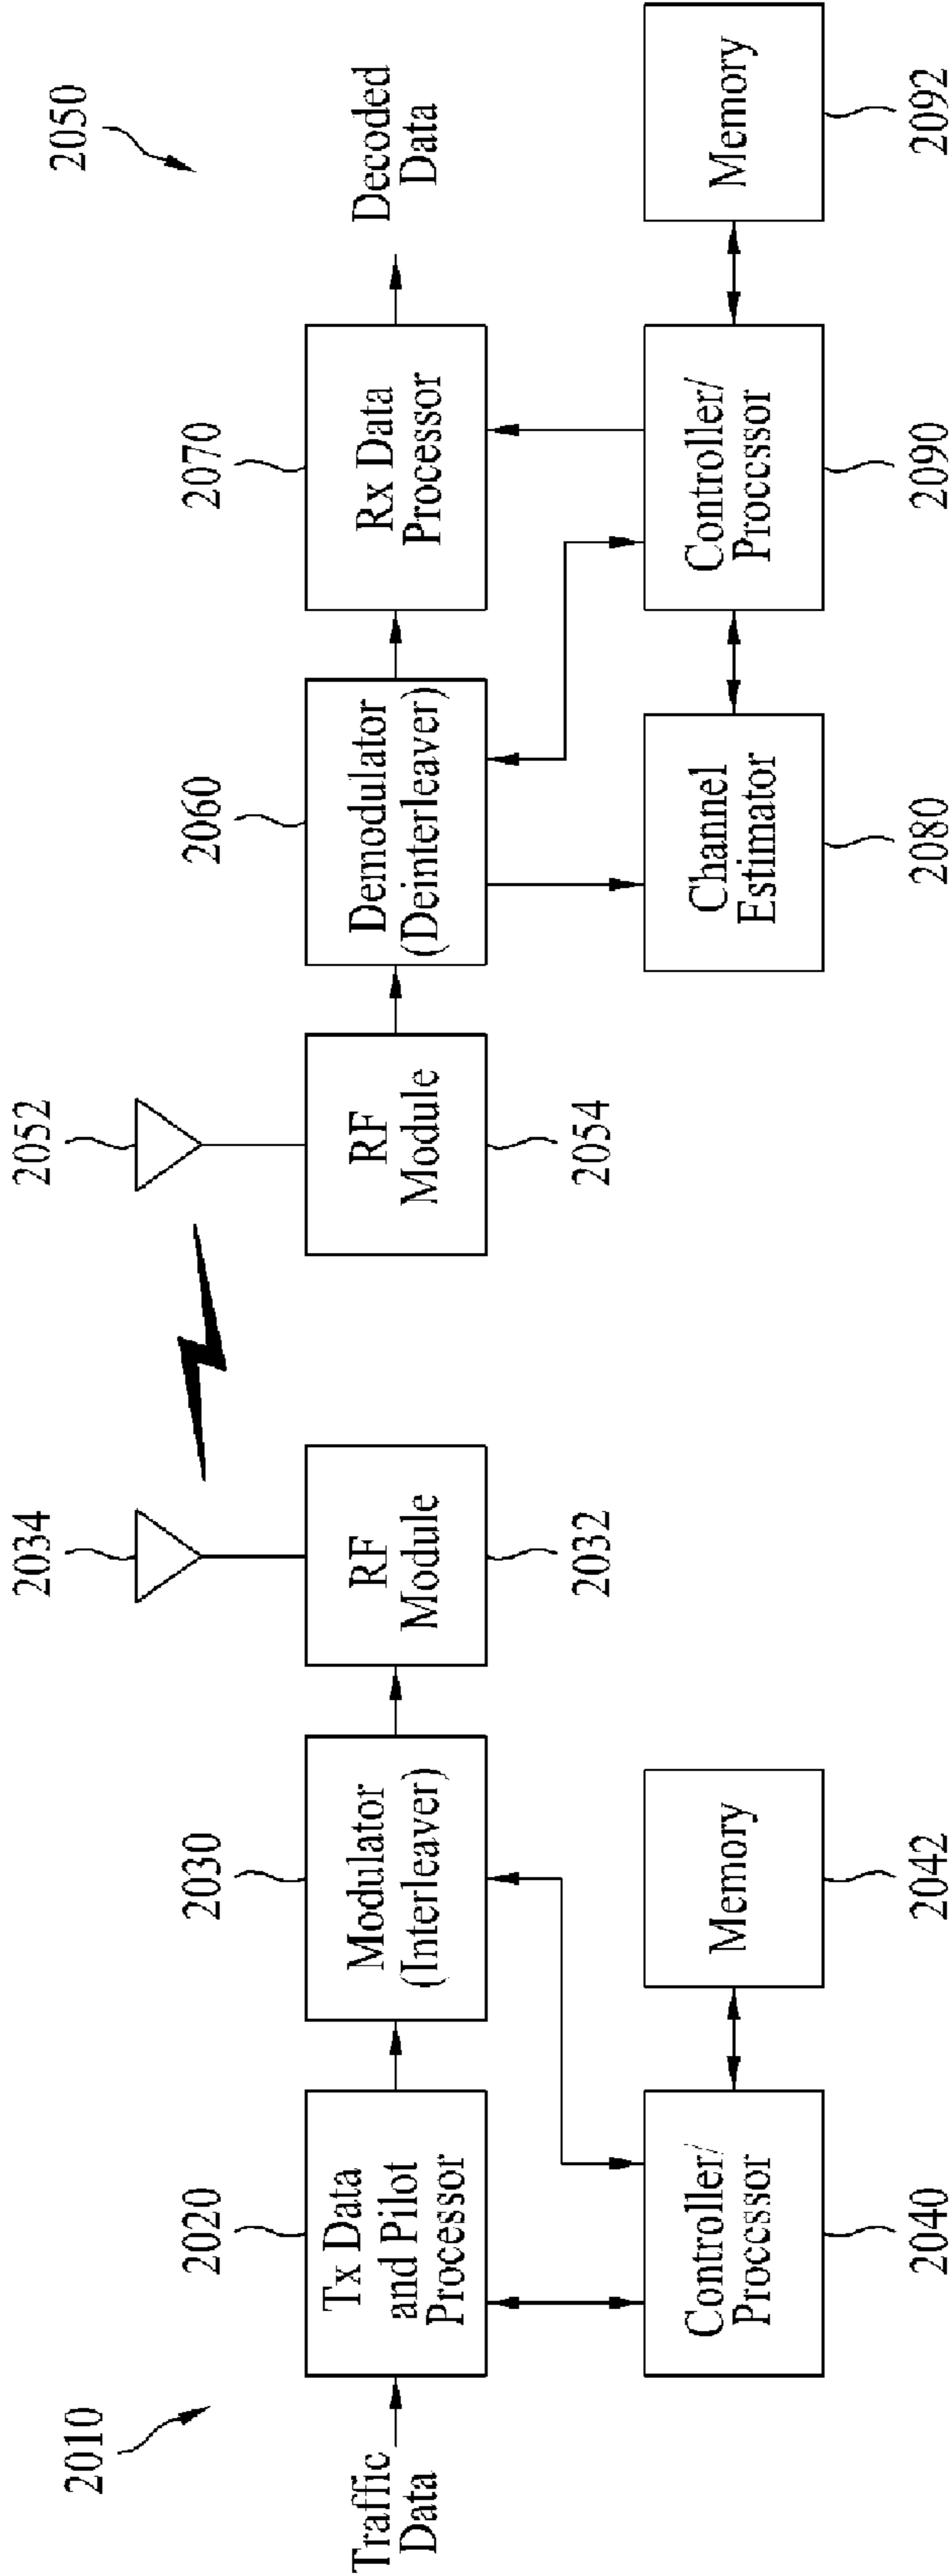 2010
Traffic
Data
2020
Tx Data
and Pilot
Processor
2030
Modulator
(Interleaver)
2034
RF
Module
2032
Controller/
Processor
2040
Memory
2042
2050
2052
RF
Module
2054
2060
Demodulator
(Deinterleaver)
2070
Rx Data
Processor
Decoded
Data
Channel
Estimator
2080
Controller/
Processor
2090
Memory
2092